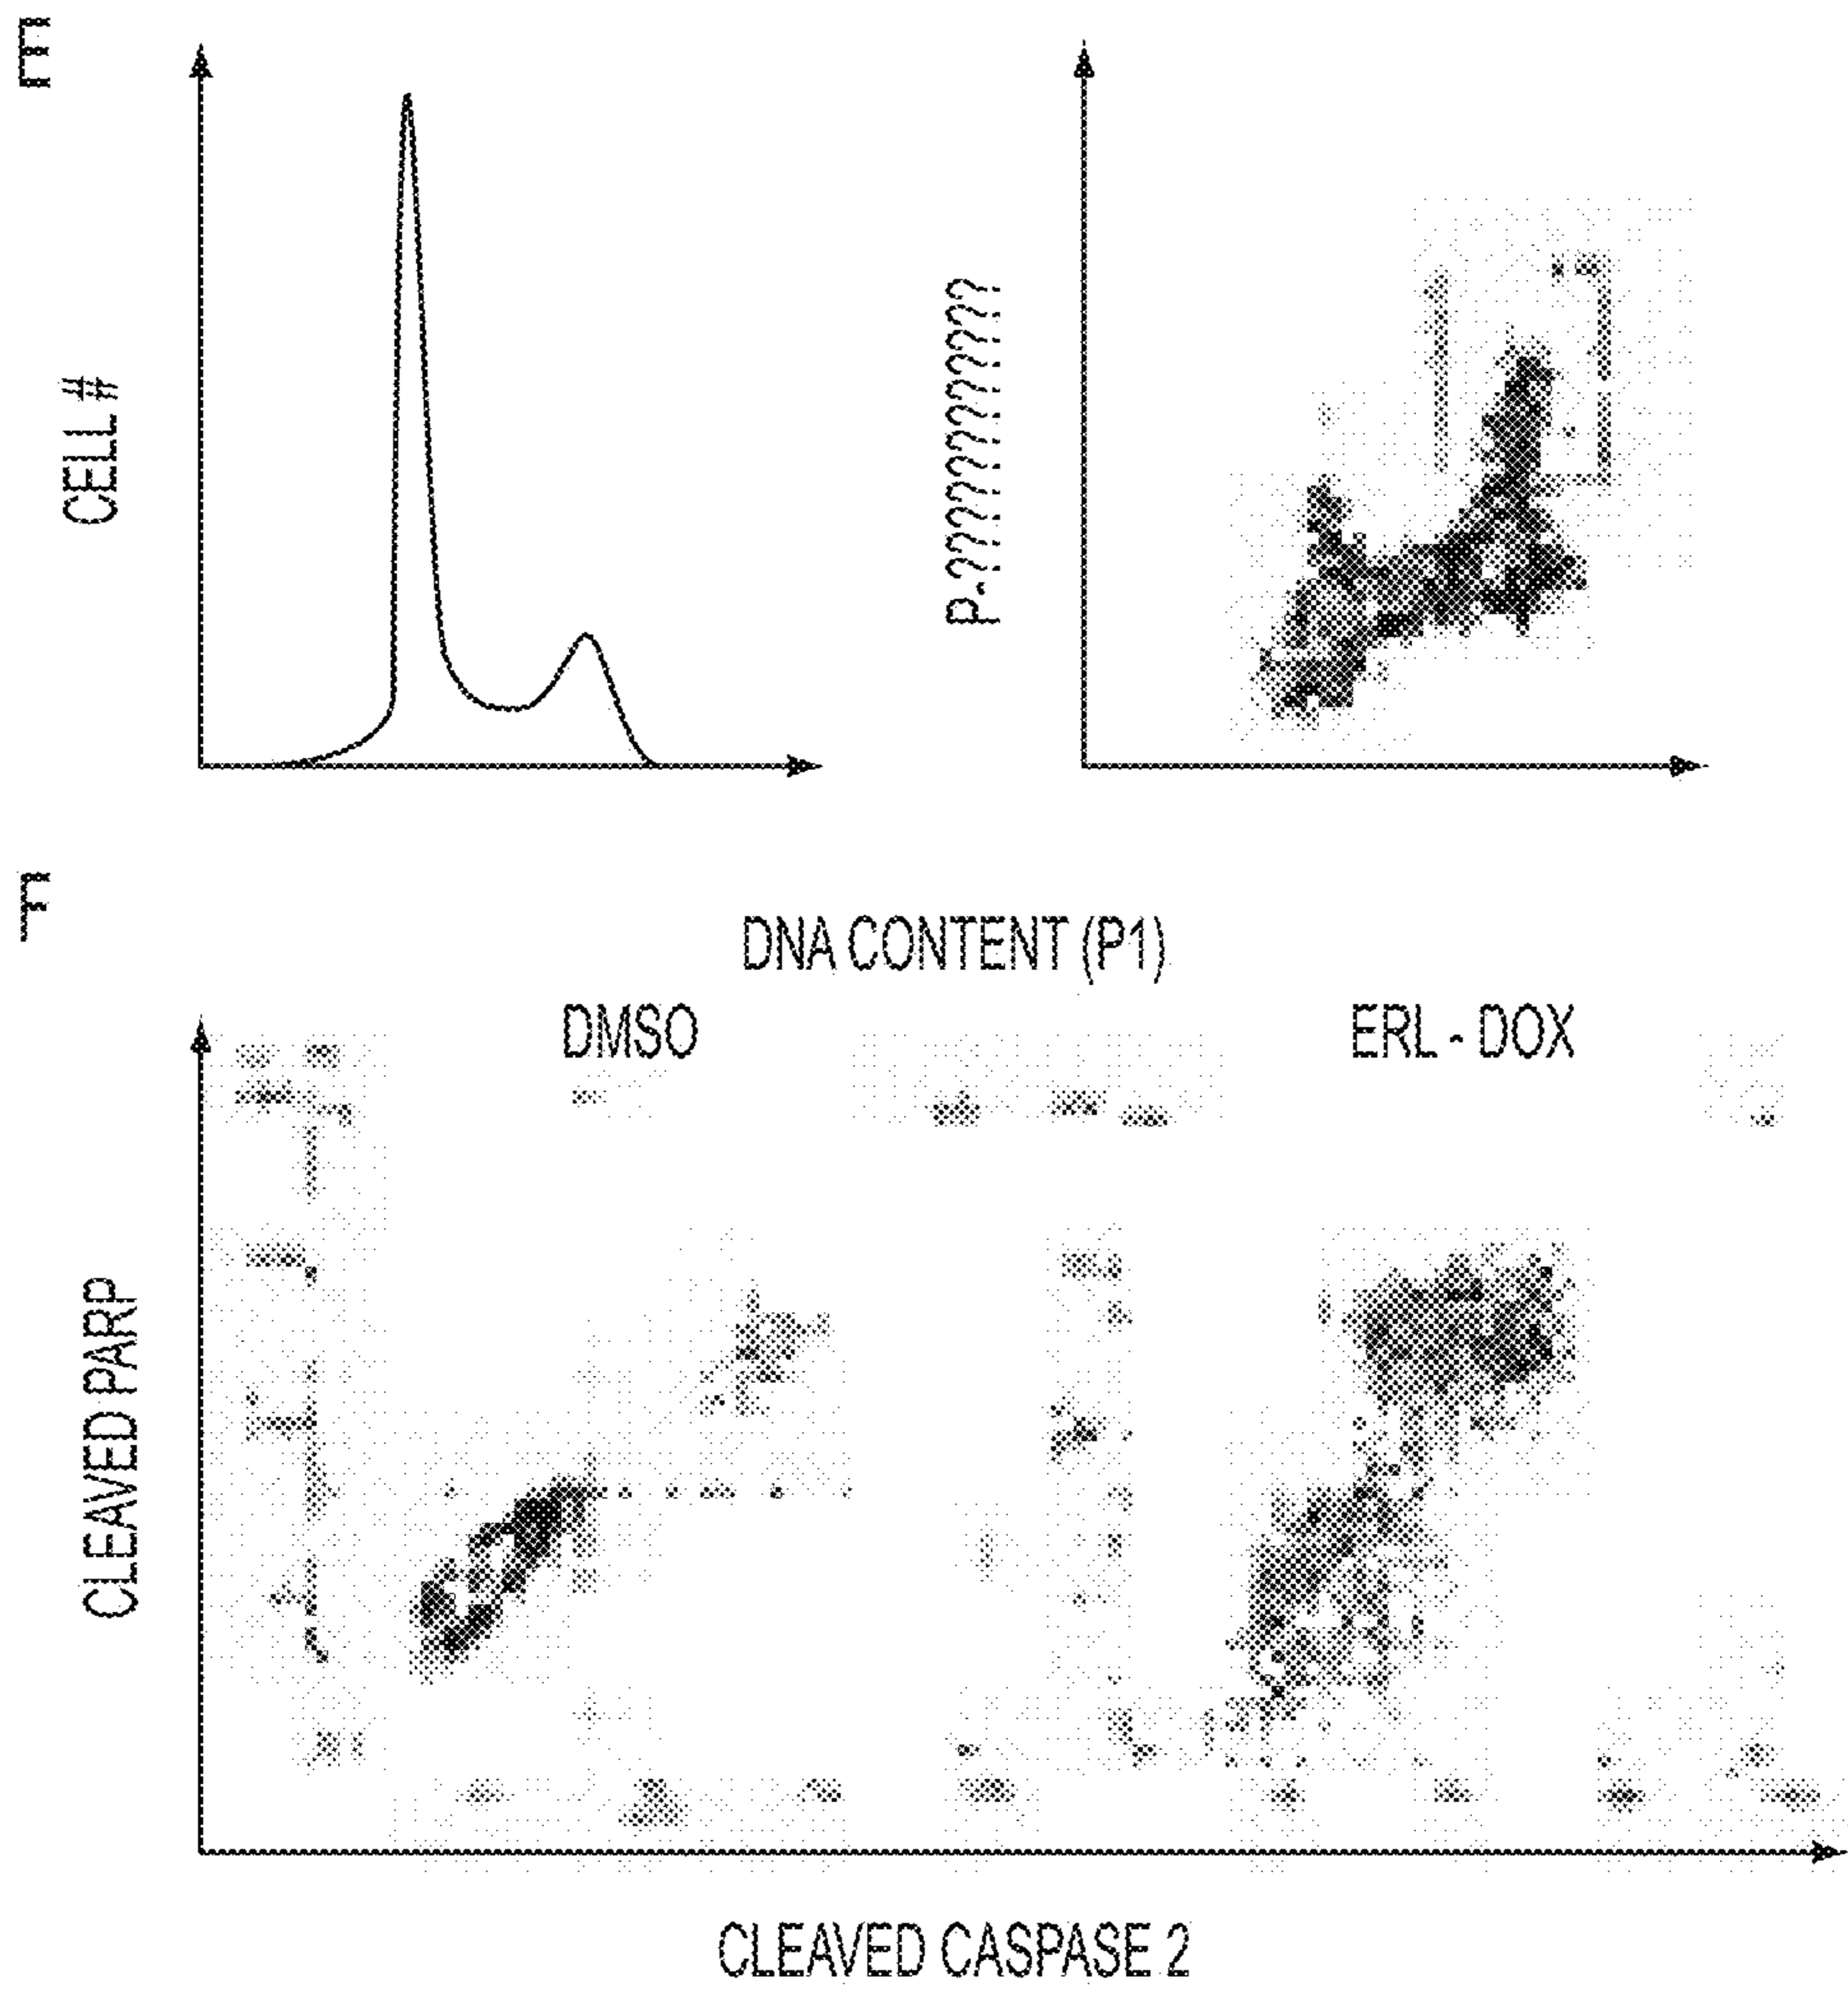 E
CELL #
P-???????????
F
DNA CONTENT (P1)
DMSO
ERL - DOX
CLEAVED PARP
CLEAVED CASPASE 2